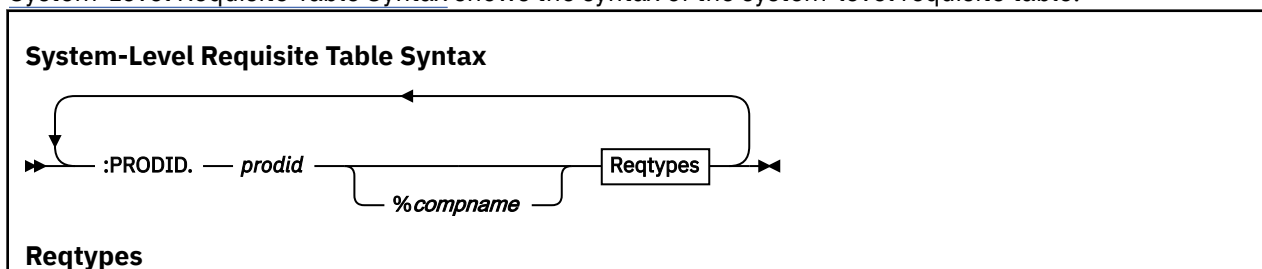 System-Level Requisite Table Syntax shows the syntax of the system-level requisite table.
System-Level Requisite Table Syntax
:PRODID. prodid Reqtypes
%compname
Reqtypes